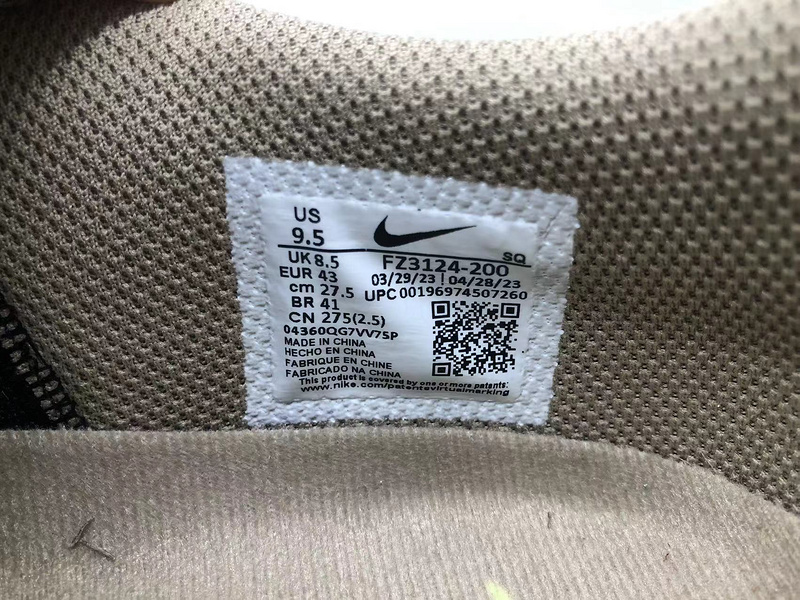 US
9.5
UK 8.5
EUR 43
cm 27.5
BR 41
CN 275(2.5)
04360QG7VV7SP
SQ
FZ3124-200
03/29/23 | 04/28/23
UPC 00196974507260
MADE IN CHINA
HECHO EN CHINA
FABRIQUE EN CHINE
FABRICADO NA CHINA
This product is covered by one or more patents:
www.nike.com/patentsvirtualmarking